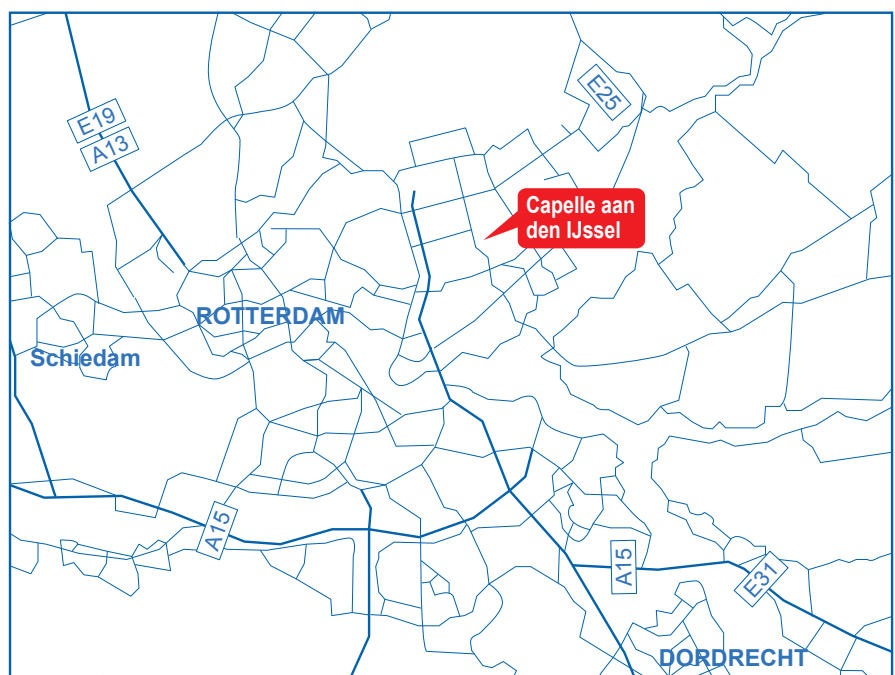 E25
E19
A13
Capelle aan
den IJssel
ROTTERDAM
Schiedam
A15
A15
E31
DORDRECHT